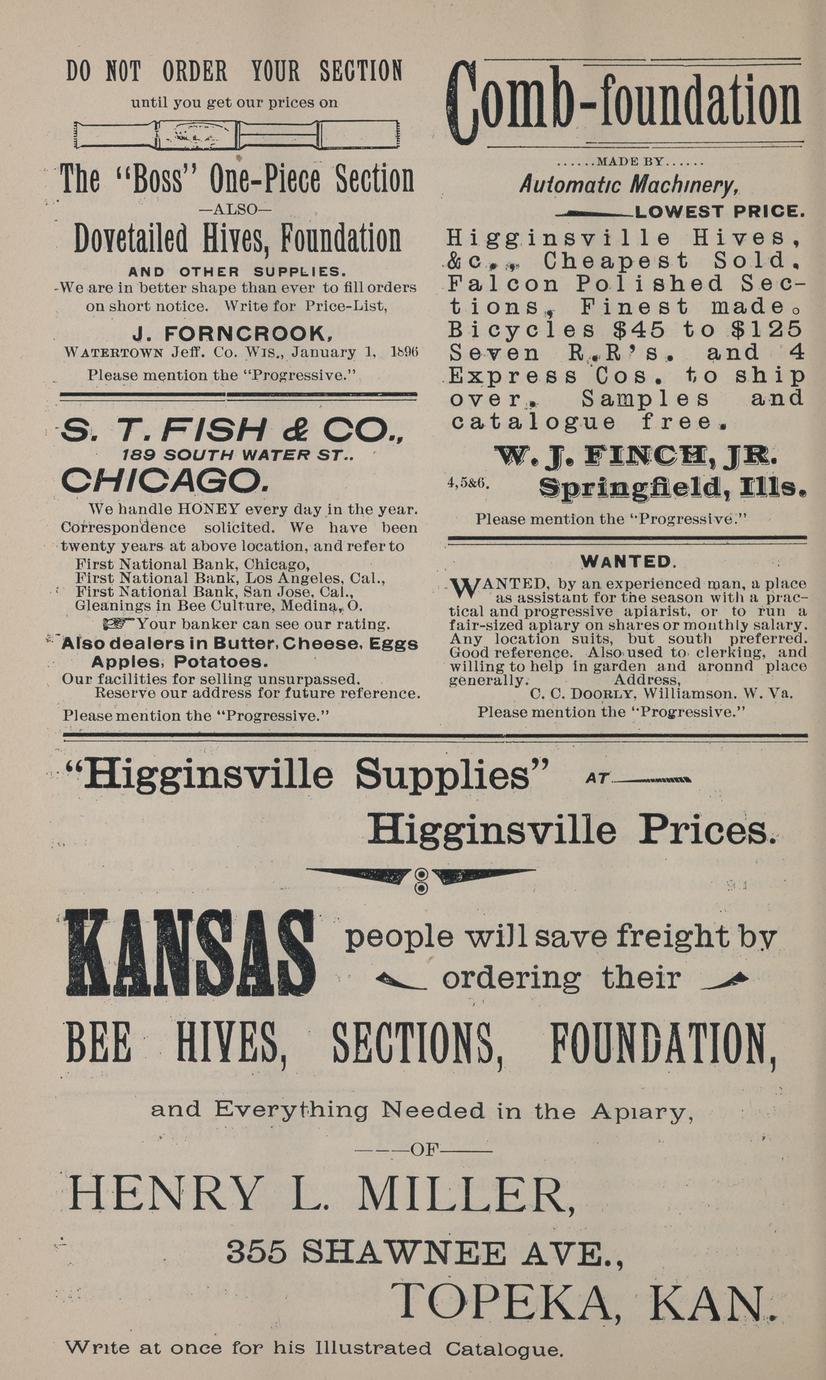 DO NOT ORDER YOUR SECTION
until you get our prices on
The "Boss" One-Piece Section
—ALSO—
Dovetailed Hives, Foundation
AND OTHER SUPPLIES.
We are in better shape than ever to fill orders
on short notice. Write for Price-List,
J. FORNCROOK,
WATERTOWN Jeff. Co. WIS., January 1, 1896
Please mention the "Progressive."
S. T. FISH & CO.,
189 SOUTH WATER ST..
CHICAGO.
We handle HONEY every day in the year.
Correspondence solicited. We have been
twenty years at above location, and refer to
First National Bank, Chicago,
First National Bank, Los Angeles, Cal.,
First National Bank, San Jose, Cal.,
Gleanings in Bee Culture, Medina, O.
☞Your banker can see our rating.
Also dealers in Butter, Cheese, Eggs
Apples, Potatoes.
Our facilities for selling unsurpassed.
Reserve our address for future reference.
Please mention the "Progressive."
Comb-foundation
......MADE BY......
Automatic Machinery,
LOWEST PRICE.
Higginsville Hives,
&c., Cheapest Sold,
Falcon Polished Sec-
tions, Finest made.
Bicycles $45 to $125
Seven R.R's. and 4
Express Cos. to ship
over. Samples and
catalogue free.
W. J. FINCH, JR.
4,5&6. Springfield, Ills.
Please mention the "Progressive."
WANTED.
WANTED, by an experienced man, a place
as assistant for the season with a prac-
tical and progressive apiarist, or to run a
fair-sized apiary on shares or monthly salary.
Any location suits, but south preferred.
Good reference. Also used to clerking, and
willing to help in garden and aronnd place
generally. Address,
C. C. DOORLY, Williamson. W. Va.
Please mention the "Progressive."
"Higginsville Supplies" AT
Higginsville Prices.
KANSAS people will save freight by
ordering their
BEE HIVES, SECTIONS, FOUNDATION,
and Everything Needed in the Apiary,
———OF———
HENRY L. MILLER,
355 SHAWNEE AVE.,
TOPEKA, KAN.
Write at once for his Illustrated Catalogue.